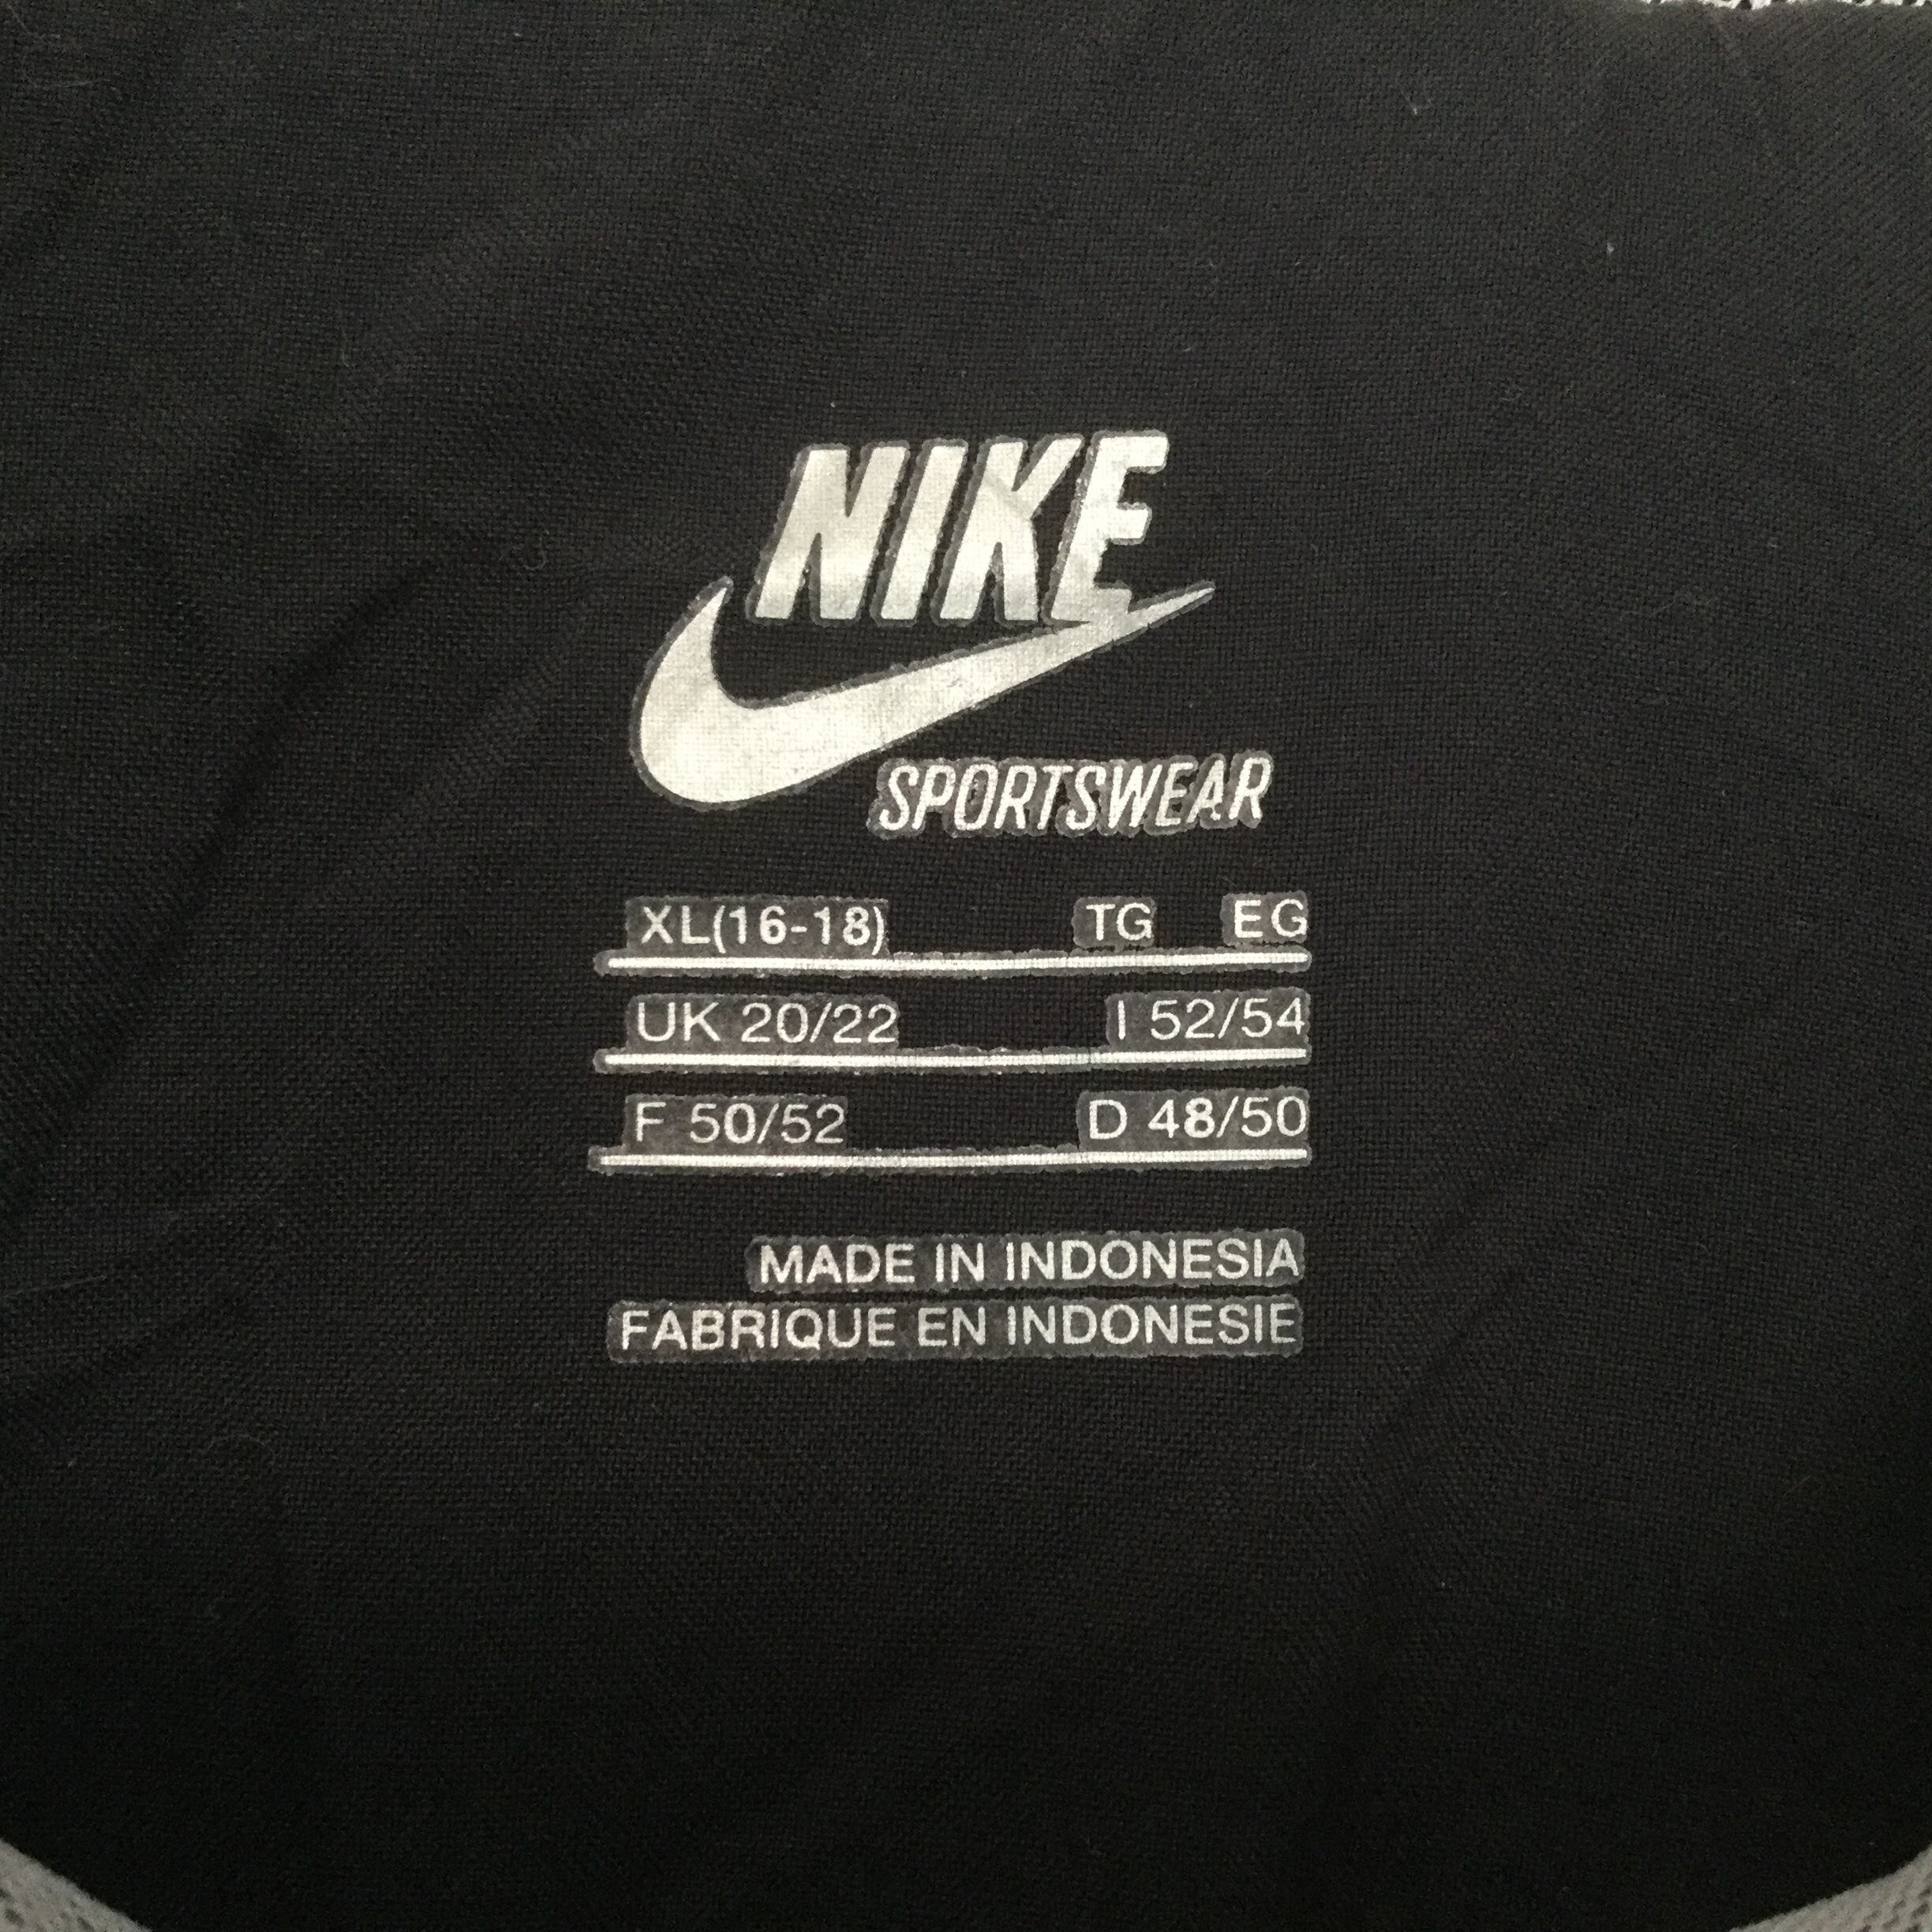 NIKE
SPORTSWEAR
XL(16-18) TG EG
UK 20/22 I 52/54
F 50/52 D 48/50
MADE IN INDONESIA
FABRIQUE EN INDONESIE